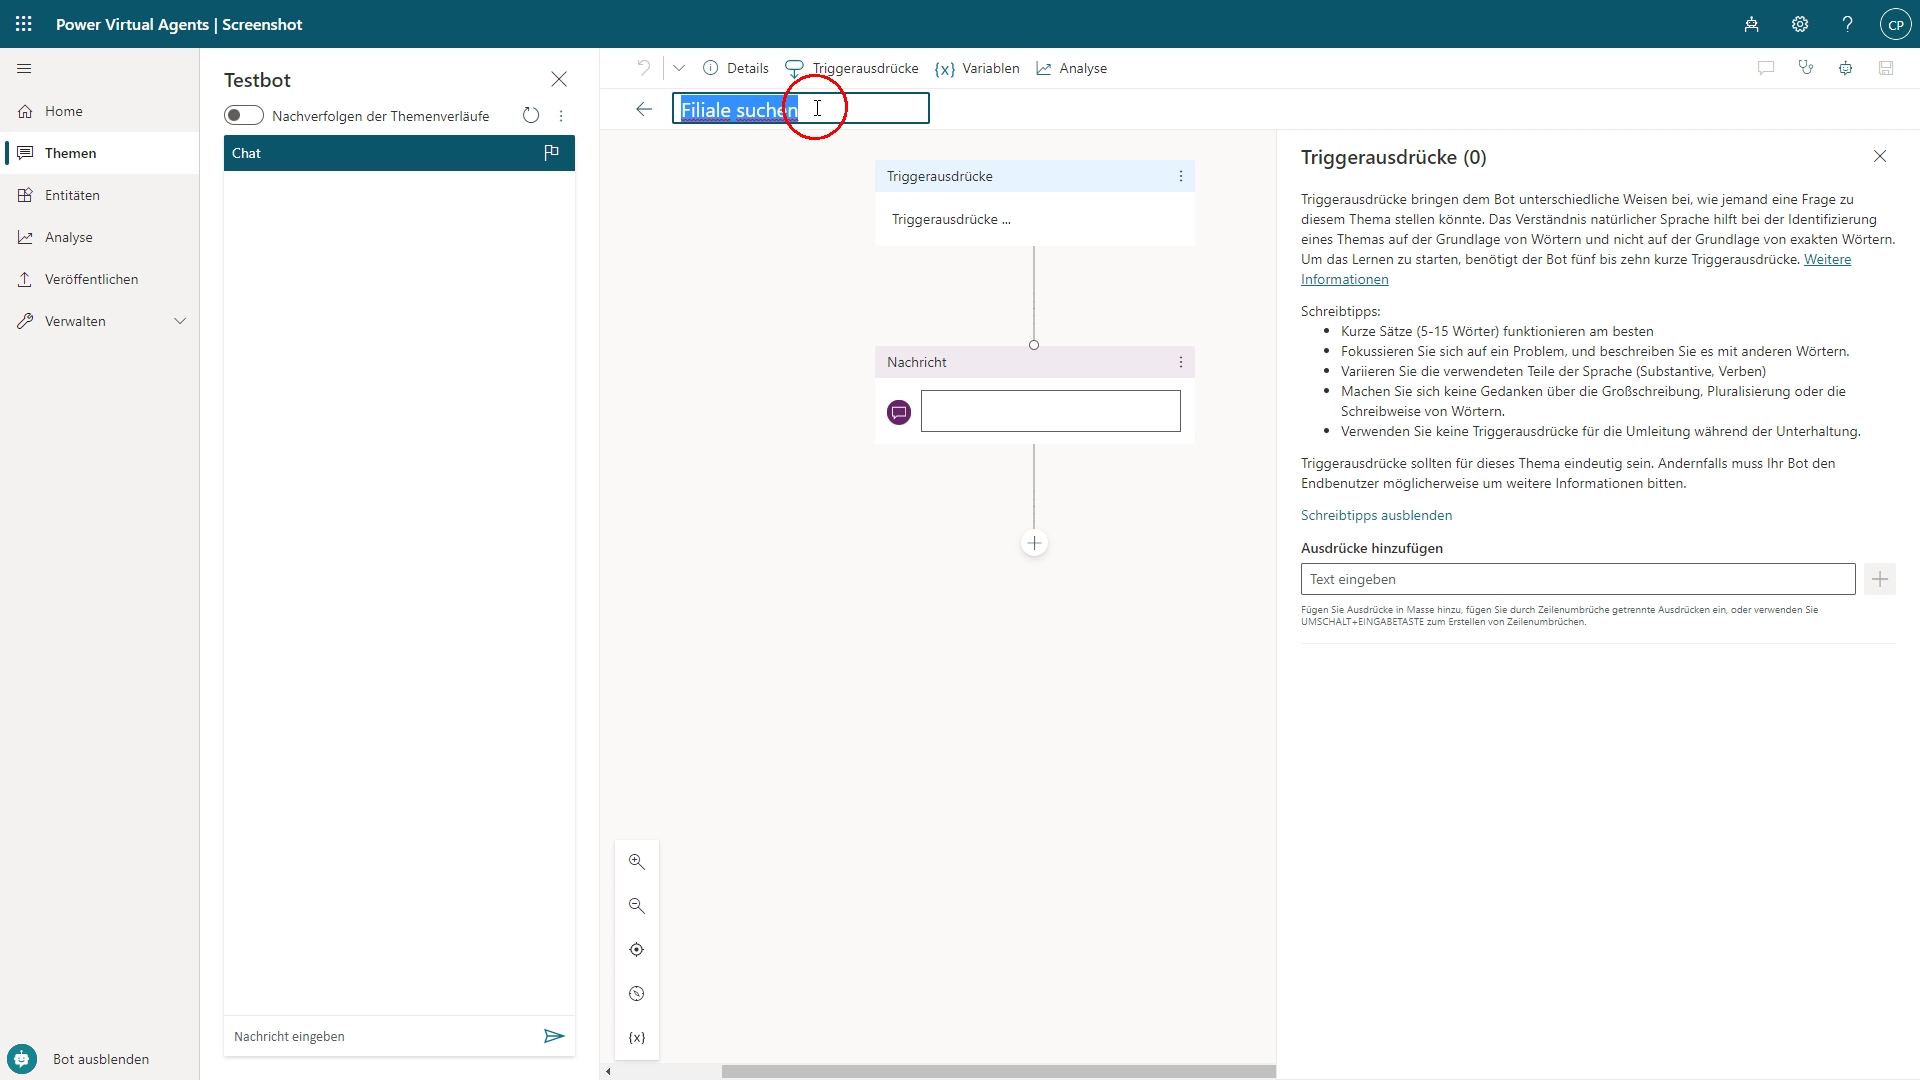 Power Virtual Agents | Screenshot
CP
Home
Themen
Entitäten
Analyse
Veröffentlichen
Verwalten
Bot ausblenden
Testbot
Nachverfolgen der Themenverläufe
Chat
Nachricht eingeben
Details
Triggerausdrücke
{x} Variablen
Analyse
Filiale suchen
Triggerausdrücke
Triggerausdrücke ...
Nachricht
{x}
Triggerausdrücke (0)
Triggerausdrücke bringen dem Bot unterschiedliche Weisen bei, wie jemand eine Frage zu
diesem Thema stellen könnte. Das Verständnis natürlicher Sprache hilft bei der Identifizierung
eines Themas auf der Grundlage von Wörtern und nicht auf der Grundlage von exakten Wörtern.
Um das Lernen zu starten, benötigt der Bot fünf bis zehn kurze Triggerausdrücke. Weitere
Informationen
Schreibtipps:
• Kurze Sätze (5-15 Wörter) funktionieren am besten
• Fokussieren Sie sich auf ein Problem, und beschreiben Sie es mit anderen Wörtern.
• Variieren Sie die verwendeten Teile der Sprache (Substantive, Verben)
• Machen Sie sich keine Gedanken über die Großschreibung, Pluralisierung oder die
Schreibweise von Wörtern.
• Verwenden Sie keine Triggerausdrücke für die Umleitung während der Unterhaltung.
Triggerausdrücke sollten für dieses Thema eindeutig sein. Andernfalls muss Ihr Bot den
Endbenutzer möglicherweise um weitere Informationen bitten.
Schreibtipps ausblenden
Ausdrücke hinzufügen
Text eingeben
Fügen Sie Ausdrücke in Masse hinzu, fügen Sie durch Zeilenumbrüche getrennte Ausdrücken ein, oder verwenden Sie
UMSCHALT+EINGABETASTE zum Erstellen von Zeilenumbrüchen.